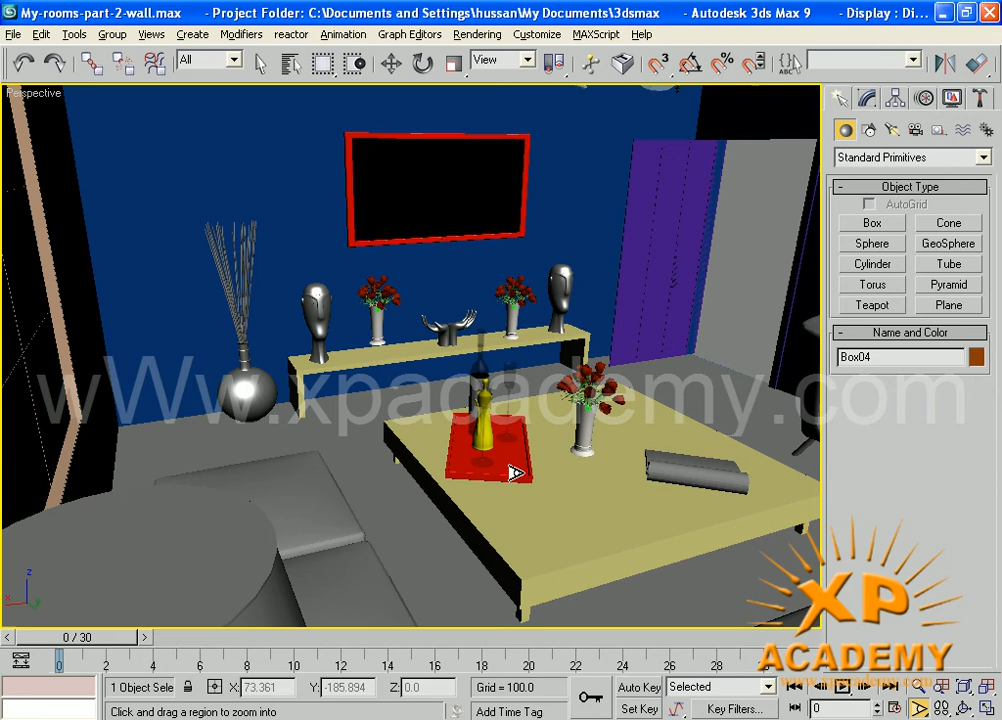 My-rooms-part-2-wall.max - Project Folder: C:\Documents and Settings\hussan\My Documents\3dsmax - Autodesk 3ds Max 9 - Display : Di...
File Edit Tools Group Views Create Modifiers reactor Animation Graph Editors Rendering Customize MAXScript Help
All View
Perspective
Standard Primitives
- Object Type
AutoGrid
Box Cone
Sphere GeoSphere
Cylinder Tube
Torus Pyramid
Teapot Plane
- Name and Color
Box04
wWw.xpacademy.com
XP
ACADEMY
www.xpacademy.com
z
x
< 0 / 30 >
0 2 4 6 8 10 12 14 16 18 20 22 24 26 28
1 Object Sele X: 73.361 Y: -185.894 Z: 0.0 Grid = 100.0 Auto Key Selected
Click and drag a region to zoom into Add Time Tag Set Key Key Filters... 0